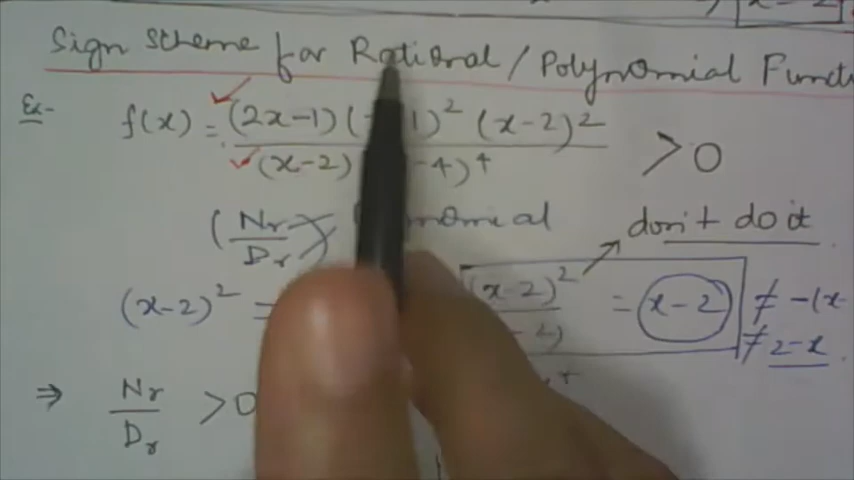 x-2
Sign Scheme for Rational / Polynomial Functi
Ex- f(x) = (2x-1)( 1)² (x-2)² / (x-2) -4)⁴ > 0
(Nr/Dr) don't do it
(x-2)² = (x-2)² = x-2 ≠ -(x-
≠ 2-x
⇒ Nr/Dr > 0